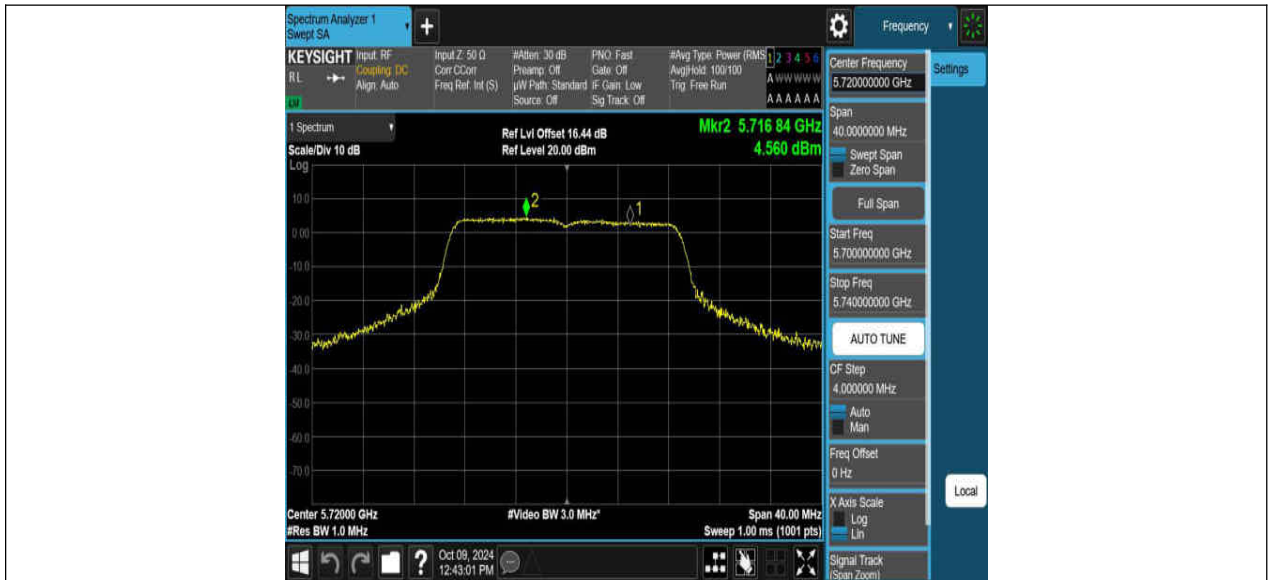 Spectrum Analyzer 1
Swept SA
+
Frequency
KEYSIGHT
RL
LXI
Input: RF
Coupling: DC
Align: Auto
Input Z: 50 Ω
Corr CCorr
Freq Ref: Int (S)
#Atten: 30 dB
Preamp: Off
µW Path: Standard
Source: Off
PNO: Fast
Gate: Off
IF Gain: Low
Sig Track: Off
#Avg Type: Power (RMS
Avg|Hold: 100/100
Trig: Free Run
1 2 3 4 5 6
A W W W W W
A A A A A A
Center Frequency
5.720000000 GHz
Settings
Span
40.0000000 MHz
Swept Span
Zero Span
Full Span
Start Freq
5.700000000 GHz
Stop Freq
5.740000000 GHz
AUTO TUNE
CF Step
4.000000 MHz
Auto
Man
Freq Offset
0 Hz
X Axis Scale
Log
Lin
Signal Track
(Span Zoom)
Local
1 Spectrum
Scale/Div 10 dB
Log
Ref Lvl Offset 16.44 dB
Ref Level 20.00 dBm
Mkr2 5.716 84 GHz
4.560 dBm
2
1
10.0
0.00
-10.0
-20.0
-30.0
-40.0
-50.0
-60.0
-70.0
Center 5.72000 GHz
#Res BW 1.0 MHz
#Video BW 3.0 MHz*
Span 40.00 MHz
Sweep 1.00 ms (1001 pts)
?
Oct 09, 2024
12:43:01 PM